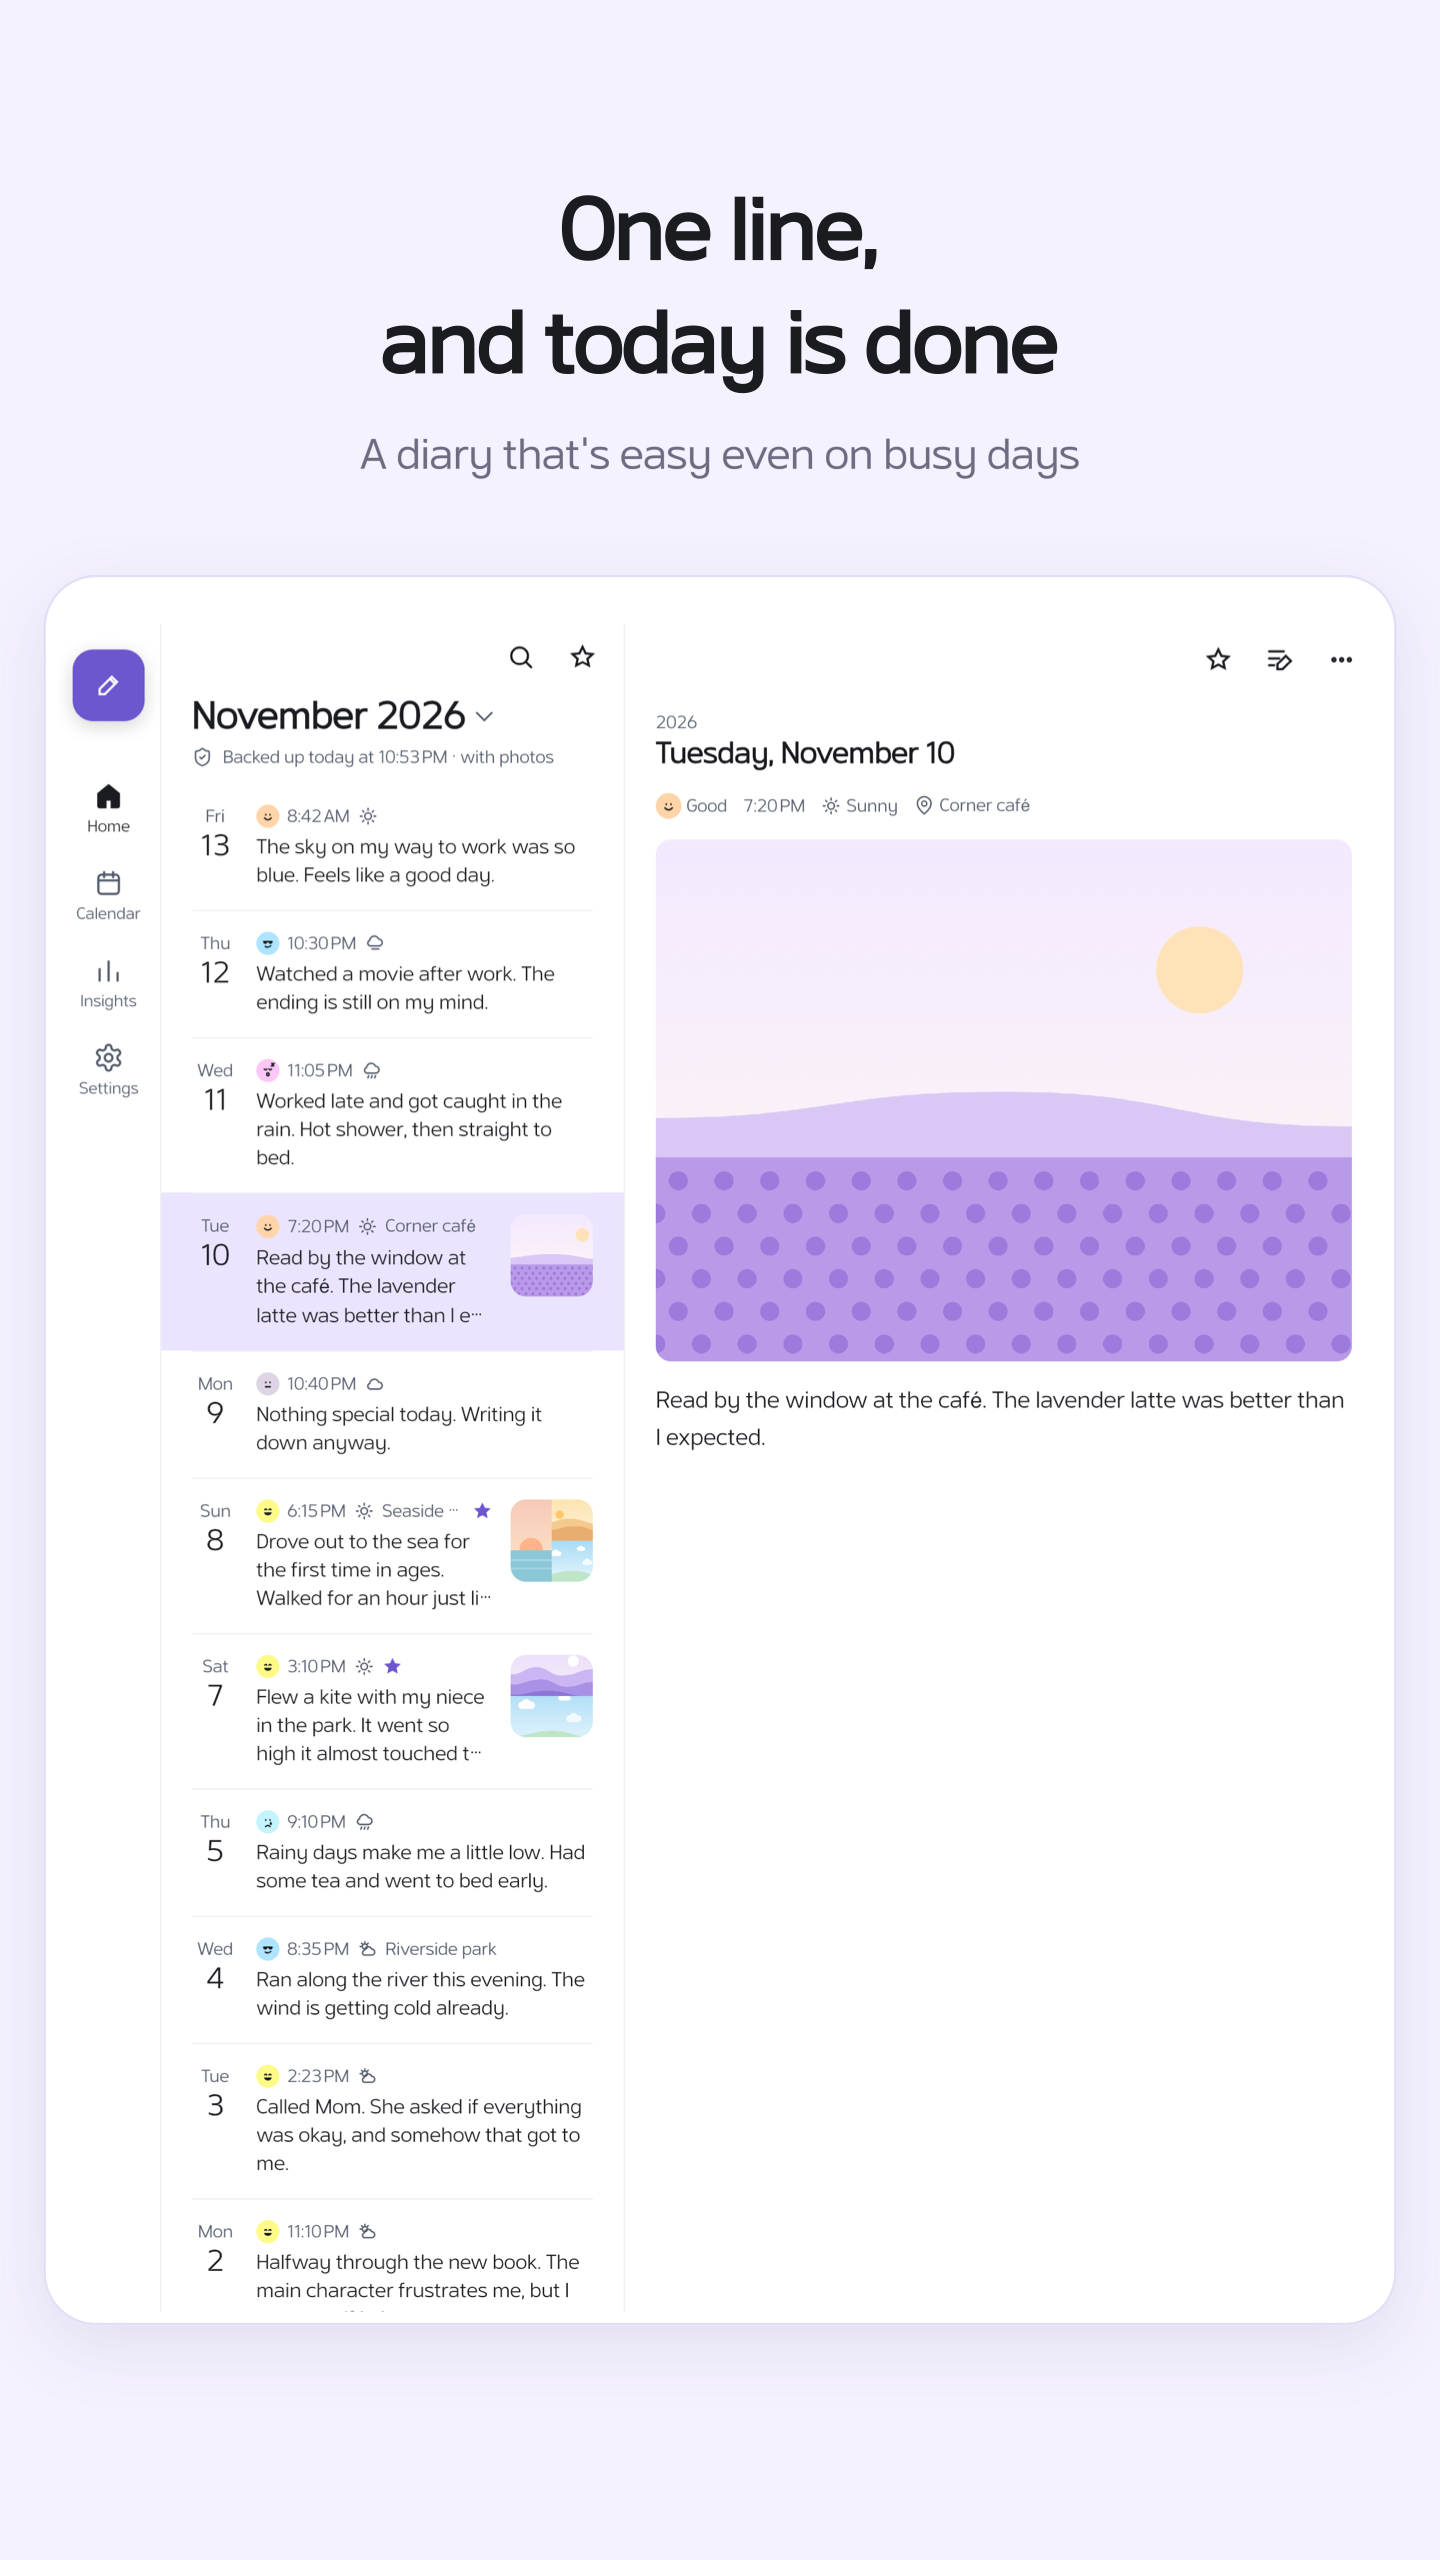 One line,
and today is done
A diary that's easy even on busy days
Home
Calendar
Insights
Settings
November 2026
Backed up today at 10:53 PM · with photos
Fri
13
8:42 AM
The sky on my way to work was so
blue. Feels like a good day.
Thu
12
10:30 PM
Watched a movie after work. The
ending is still on my mind.
Wed
11
11:05 PM
Worked late and got caught in the
rain. Hot shower, then straight to
bed.
Tue
10
7:20 PM Corner café
Read by the window at
the café. The lavender
latte was better than I e…
Mon
9
10:40 PM
Nothing special today. Writing it
down anyway.
Sun
8
6:15 PM Seaside …
Drove out to the sea for
the first time in ages.
Walked for an hour just li…
Sat
7
3:10 PM
Flew a kite with my niece
in the park. It went so
high it almost touched t…
Thu
5
9:10 PM
Rainy days make me a little low. Had
some tea and went to bed early.
Wed
4
8:35 PM Riverside park
Ran along the river this evening. The
wind is getting cold already.
Tue
3
2:23 PM
Called Mom. She asked if everything
was okay, and somehow that got to
me.
Mon
2
11:10 PM
Halfway through the new book. The
main character frustrates me, but I
2026
Tuesday, November 10
Good 7:20 PM Sunny Corner café
Read by the window at the café. The lavender latte was better than
I expected.